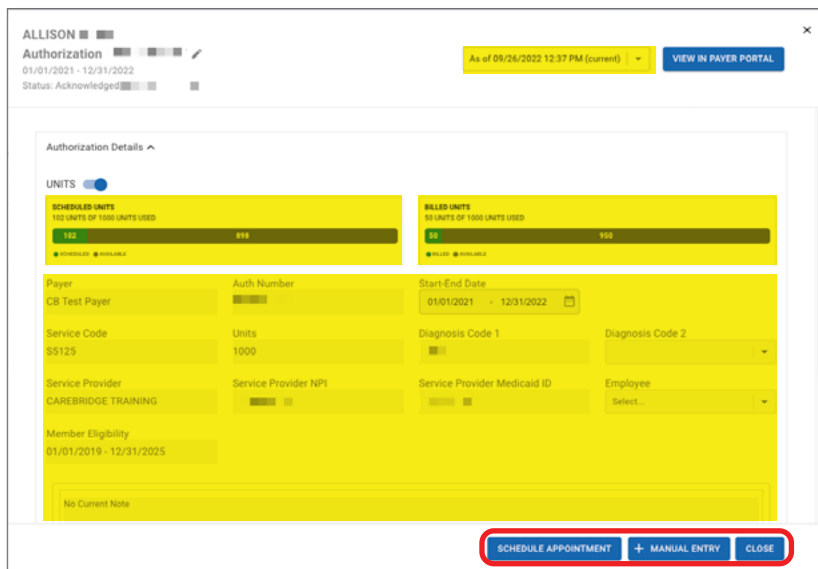 ALLISON
Authorization
01/01/2021 - 12/31/2022
Status: Acknowledged
As of 09/26/2022 12:37 PM (current)
VIEW IN PAYER PORTAL
Authorization Details
UNITS
SCHEDULED UNITS
102 UNITS OF 1000 UNITS USED
102 898
SCHEDULED AVAILABLE
BILLED UNITS
50 UNITS OF 1000 UNITS USED
50 950
BILLED AVAILABLE
Payer Auth Number Start-End Date
CB Test Payer 01/01/2021 - 12/31/2022
Service Code Units Diagnosis Code 1 Diagnosis Code 2
S5125 1000
Service Provider Service Provider NPI Service Provider Medicaid ID Employee
CAREBRIDGE TRAINING Select...
Member Eligibility
01/01/2019 - 12/31/2025
No Current Note
SCHEDULE APPOINTMENT + MANUAL ENTRY CLOSE